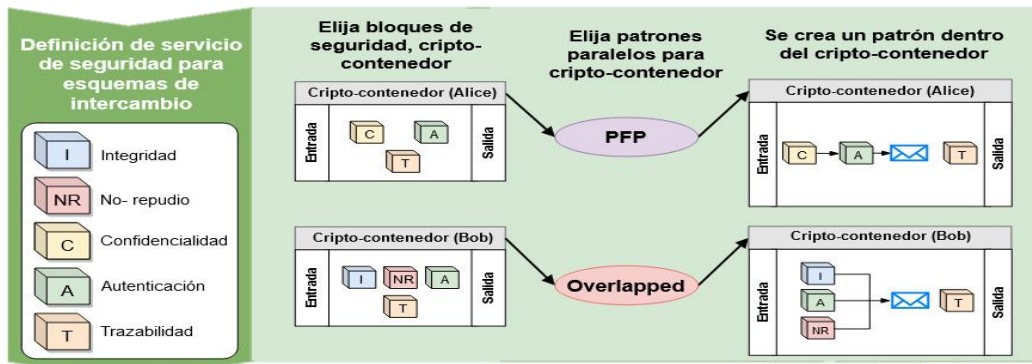 Definición de servicio
de seguridad para
esquemas de
intercambio
I Integridad
NR No- repudio
C Confidencialidad
A Autenticación
T Trazabilidad
Elija bloques de
seguridad, cripto-
contenedor
Cripto-contenedor (Alice)
Entrada
C
A
T
Salida
Cripto-contenedor (Bob)
Entrada
I
NR
A
T
Salida
Elija patrones
paralelos para
cripto-contenedor
PFP
Overlapped
Se crea un patrón dentro
del cripto-contenedor
Cripto-contenedor (Alice)
Entrada
C
A
T
Salida
Cripto-contenedor (Bob)
Entrada
I
A
NR
T
Salida